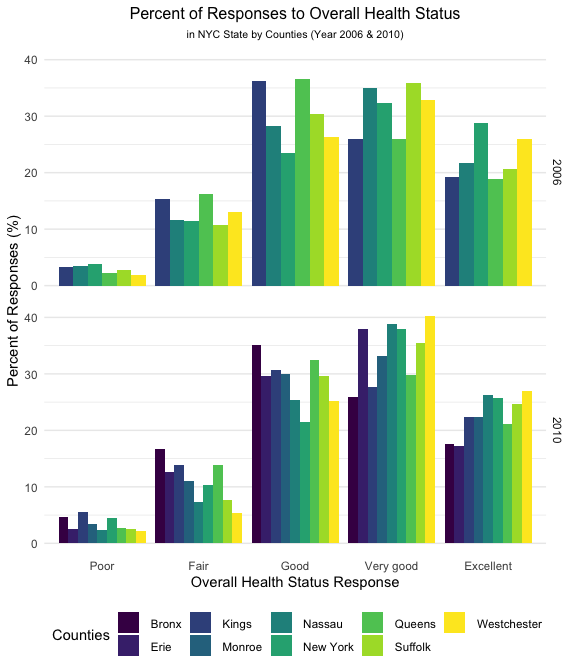 Percent of Responses to Overall Health Status
in NYC State by Counties (Year 2006 & 2010)
Percent of Responses (%)
40
30
20
10
0
2006
40
30
20
10
0
2010
Poor Fair Good Very good Excellent
Overall Health Status Response
Counties
Bronx Kings Nassau Queens Westchester
Erie Monroe New York Suffolk